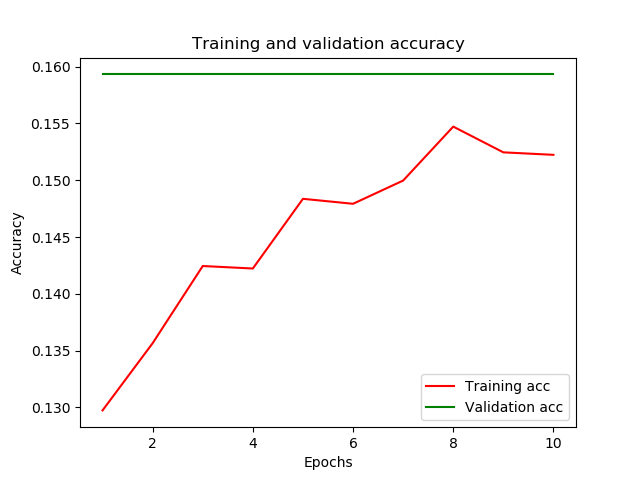 Training and validation accuracy
0.160
0.155
0.150
0.145
0.140
0.135
0.130
Accuracy
2 4 6 8 10
Epochs
Training acc
Validation acc